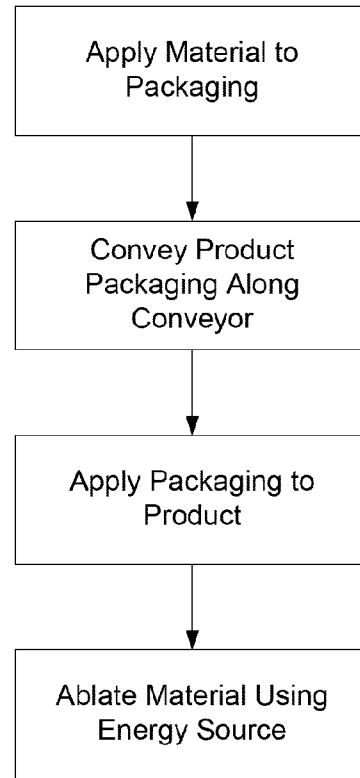 Apply Material to
Packaging
Convey Product
Packaging Along
Conveyor
Apply Packaging to
Product
Ablate Material Using
Energy Source